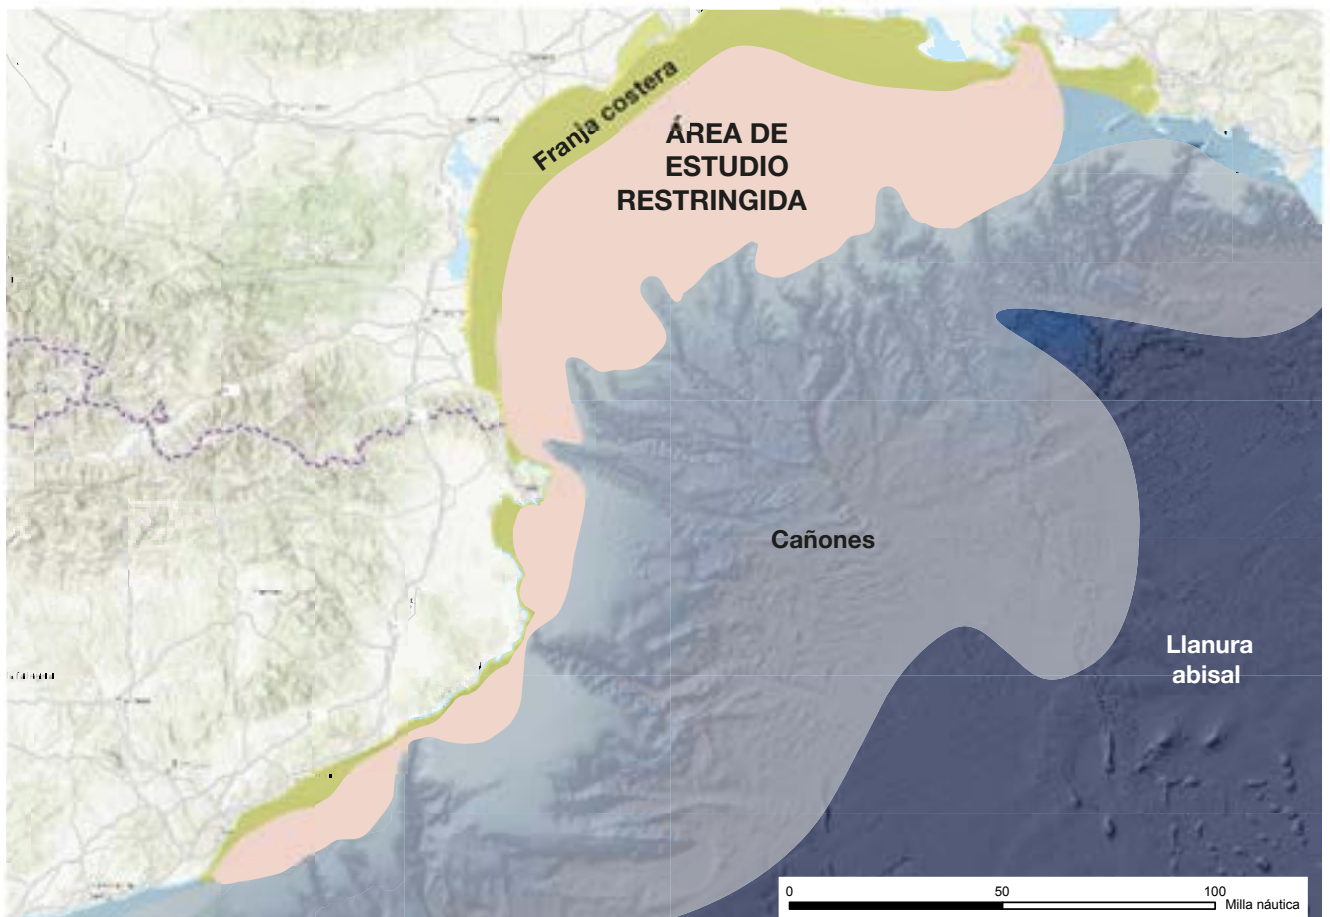 Franja costera
ÁREA DE
ESTUDIO
RESTRINGIDA
Cañones
Llanura
abisal
0 50 100
Milla náutica